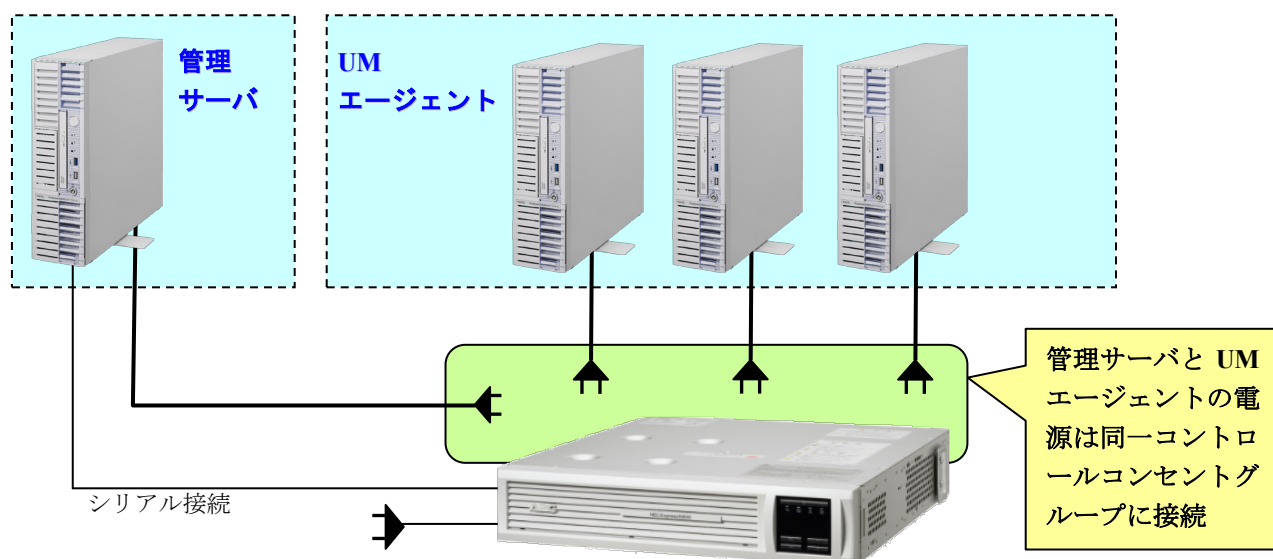 管理
サーバ
UM
エージェント
管理サーバと UM
エージェントの電
源は同一コントロ
ールコンセントグ
ループに接続
シリアル接続